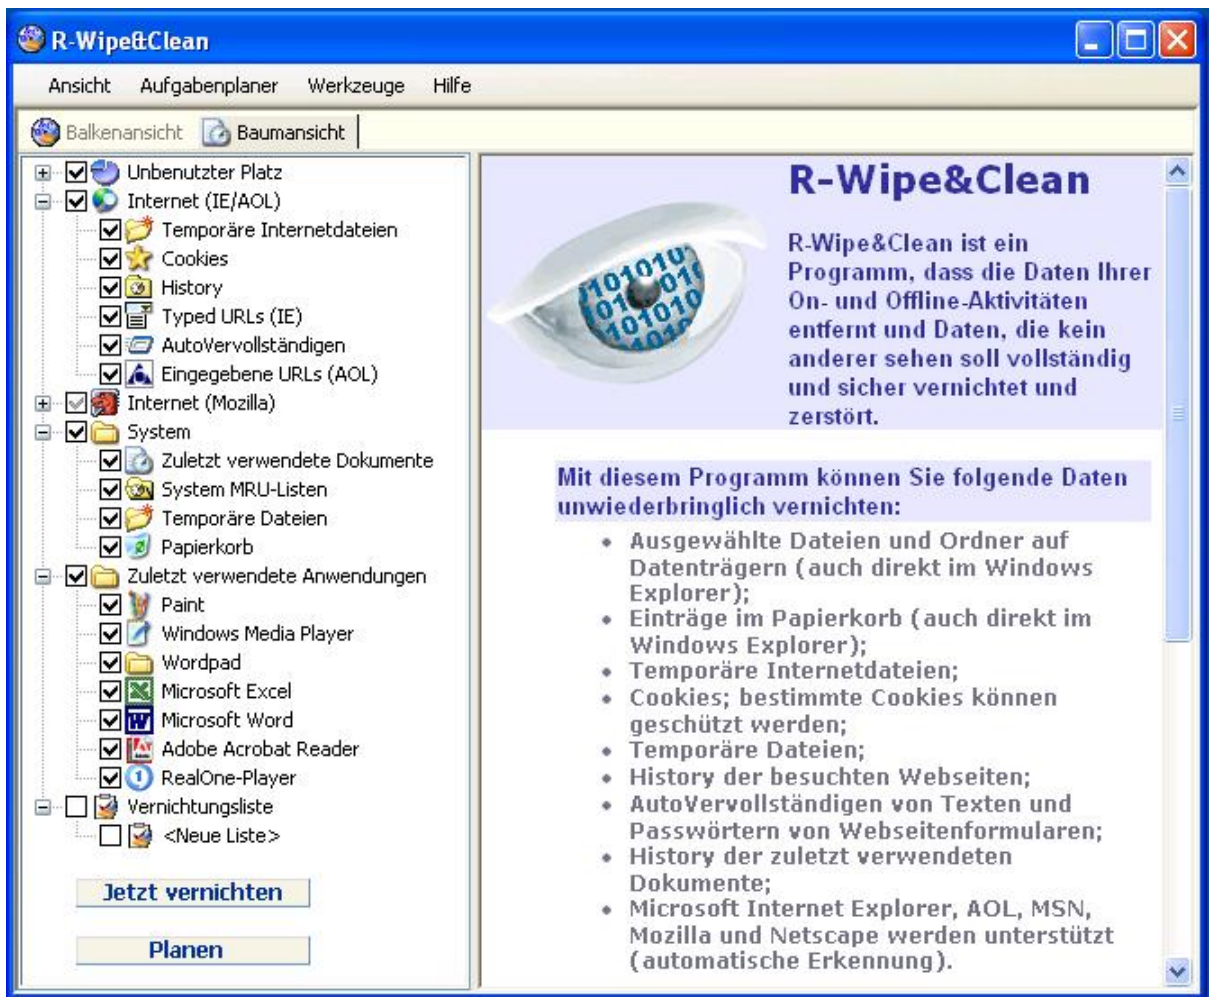 R-Wipe&Clean
Ansicht Aufgabenplaner Werkzeuge Hilfe
Balkenansicht Baumansicht
Unbenutzter Platz
Internet (IE/AOL)
Temporäre Internetdateien
Cookies
History
Typed URLs (IE)
AutoVervollständigen
Eingegebene URLs (AOL)
Internet (Mozilla)
System
Zuletzt verwendete Dokumente
System MRU-Listen
Temporäre Dateien
Papierkorb
Zuletzt verwendete Anwendungen
Paint
Windows Media Player
Wordpad
Microsoft Excel
Microsoft Word
Adobe Acrobat Reader
RealOne-Player
Vernichtungsliste
<Neue Liste>
Jetzt vernichten
Planen
R-Wipe&Clean
R-Wipe&Clean ist ein
Programm, dass die Daten Ihrer
On- und Offline-Aktivitäten
entfernt und Daten, die kein
anderer sehen soll vollständig
und sicher vernichtet und
zerstört.
Mit diesem Programm können Sie folgende Daten
unwiederbringlich vernichten:
• Ausgewählte Dateien und Ordner auf
Datenträgern (auch direkt im Windows
Explorer);
• Einträge im Papierkorb (auch direkt im
Windows Explorer);
• Temporäre Internetdateien;
• Cookies; bestimmte Cookies können
geschützt werden;
• Temporäre Dateien;
• History der besuchten Webseiten;
• AutoVervollständigen von Texten und
Passwörtern von Webseitenformularen;
• History der zuletzt verwendeten
Dokumente;
• Microsoft Internet Explorer, AOL, MSN,
Mozilla und Netscape werden unterstützt
(automatische Erkennung).